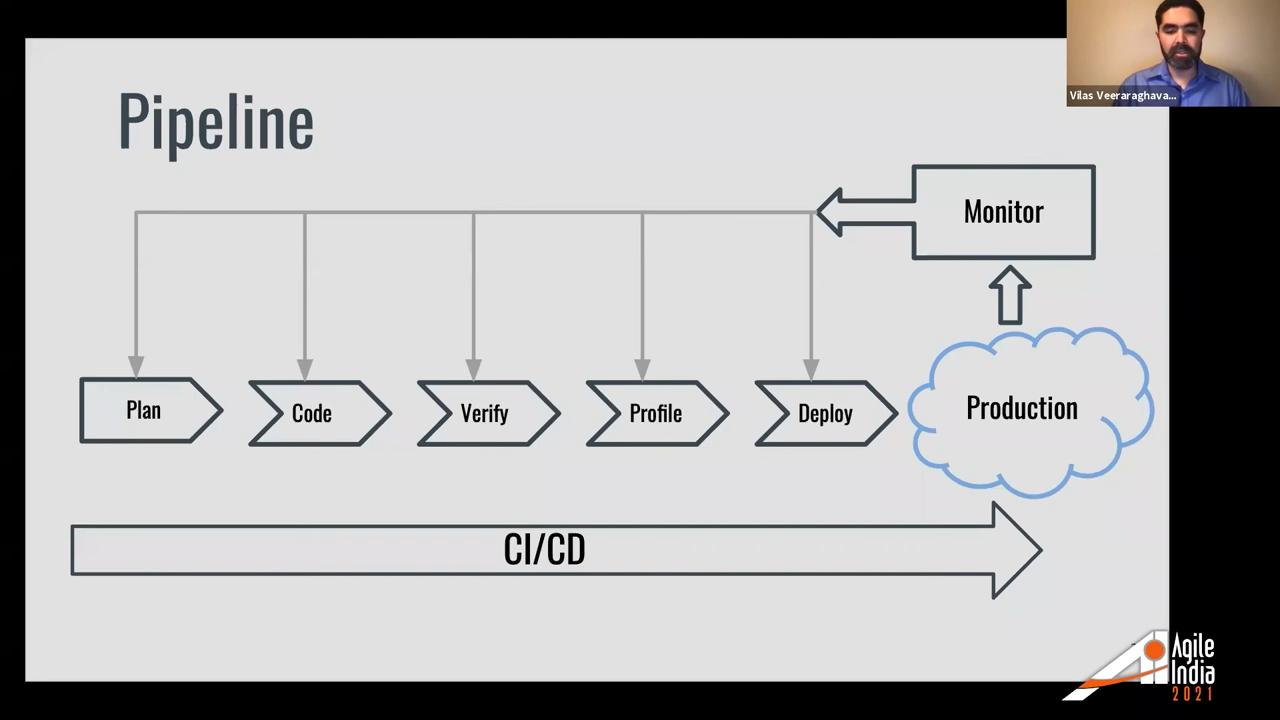 Pipeline
Vilas Veeraraghava...
Monitor
Plan
Code
Verify
Profile
Deploy
Production
CI/CD
Agile
India
2021